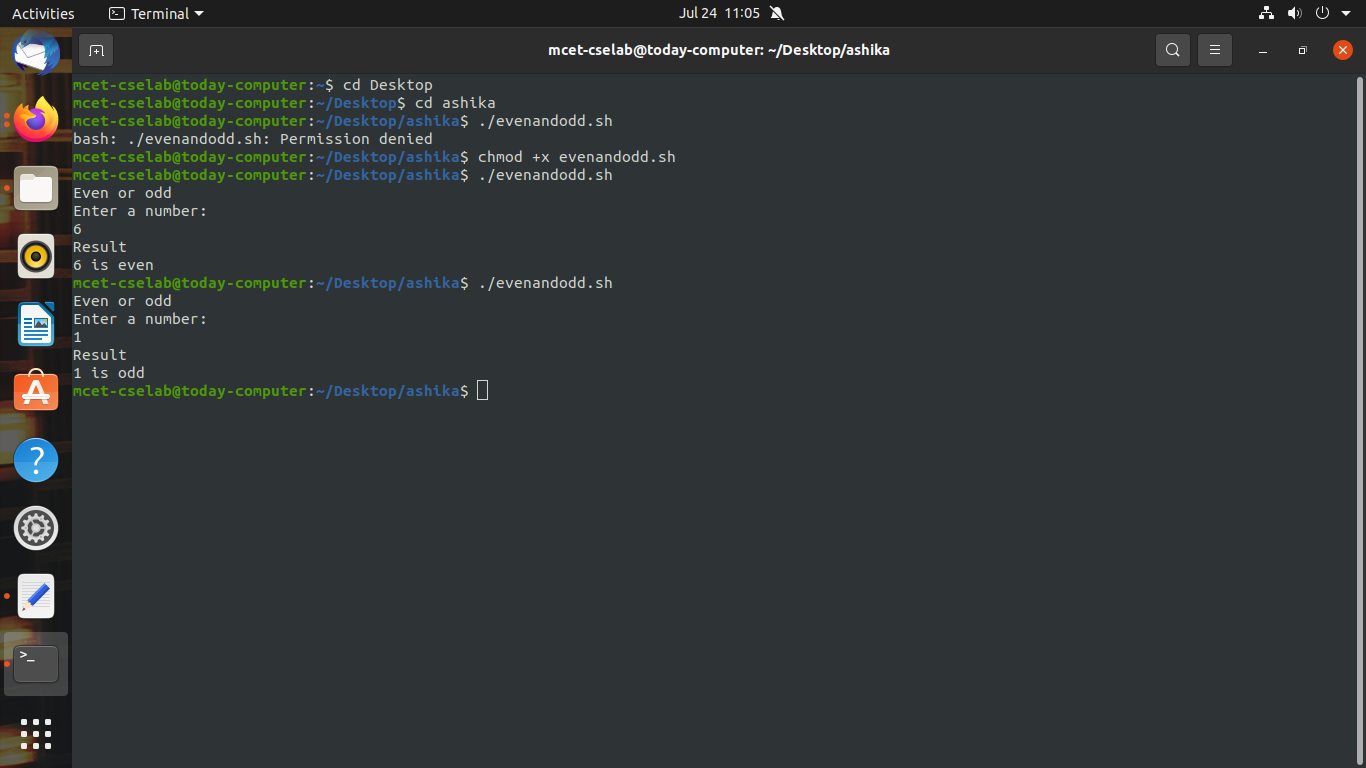 Activities Terminal Jul 24 11:05
mcet-cselab@today-computer: ~/Desktop/ashika
mcet-cselab@today-computer:~$ cd Desktop
mcet-cselab@today-computer:~/Desktop$ cd ashika
mcet-cselab@today-computer:~/Desktop/ashika$ ./evenandodd.sh
bash: ./evenandodd.sh: Permission denied
mcet-cselab@today-computer:~/Desktop/ashika$ chmod +x evenandodd.sh
mcet-cselab@today-computer:~/Desktop/ashika$ ./evenandodd.sh
Even or odd
Enter a number:
6
Result
6 is even
mcet-cselab@today-computer:~/Desktop/ashika$ ./evenandodd.sh
Even or odd
Enter a number:
1
Result
1 is odd
mcet-cselab@today-computer:~/Desktop/ashika$